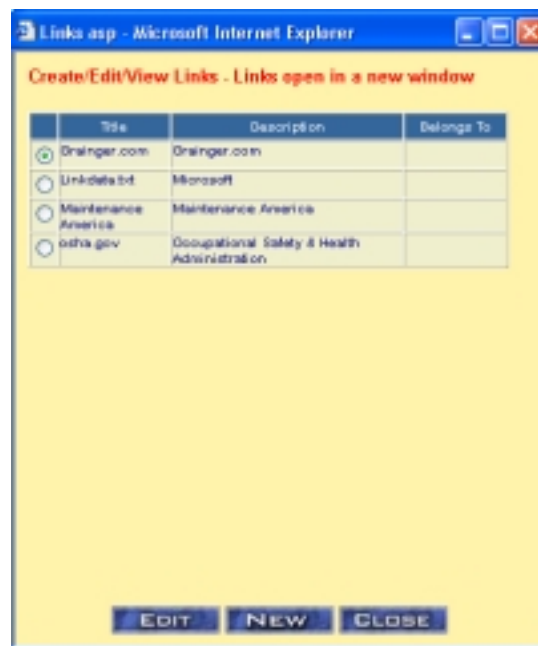 Links asp - Microsoft Internet Explorer
Create/Edit/View Links - Links open in a new window
Title Description Belongs To
Grainger.com Grainger.com
Linkdata.txt Microsoft
Maintenance America Maintenance America
osha.gov Occupational Safety & Health Administration
EDIT NEW CLOSE